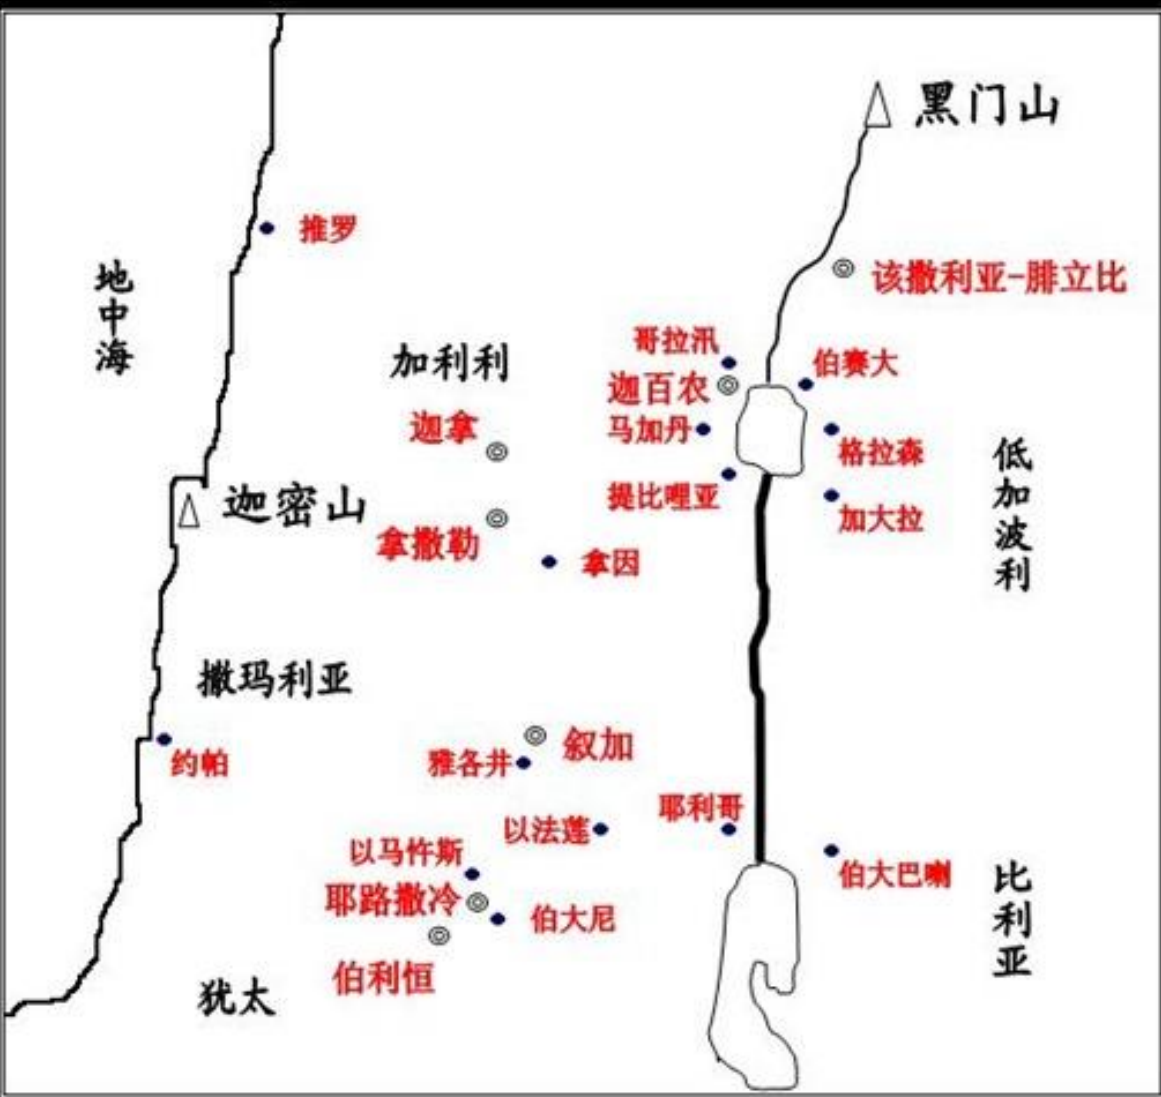 黑门山
推罗
地中海
该撒利亚-腓立比
哥拉汛
加利利
伯赛大
迦百农
迦拿
马加丹
格拉森
低加波利
提比哩亚
迦密山
加大拉
拿撒勒
拿因
撒玛利亚
叙加
约帕
雅各井
耶利哥
以法莲
以马忤斯
伯大巴喇
比利亚
耶路撒冷
伯大尼
伯利恒
犹太